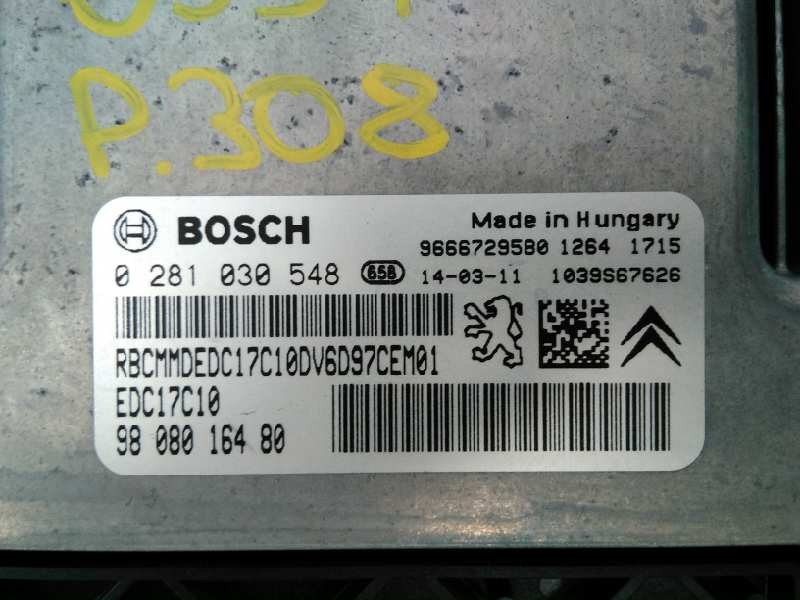 P.308
BOSCH
Made in Hungary
9666729580 1264 1715
0 281 030 548 658 14-03-11 1039S67626
RBCMMDEDC17C10DV6D97CEM01
EDC17C10
98 080 164 80